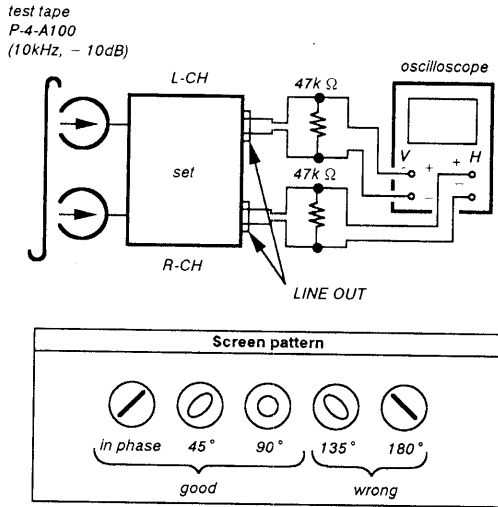 test tape
P-4-A100
(10kHz, – 10dB)
oscilloscope
L-CH
47k Ω
V
H
+
+
–
–
set
47k Ω
R-CH
LINE OUT
Screen pattern
in phase 45° 90° 135° 180°
good wrong